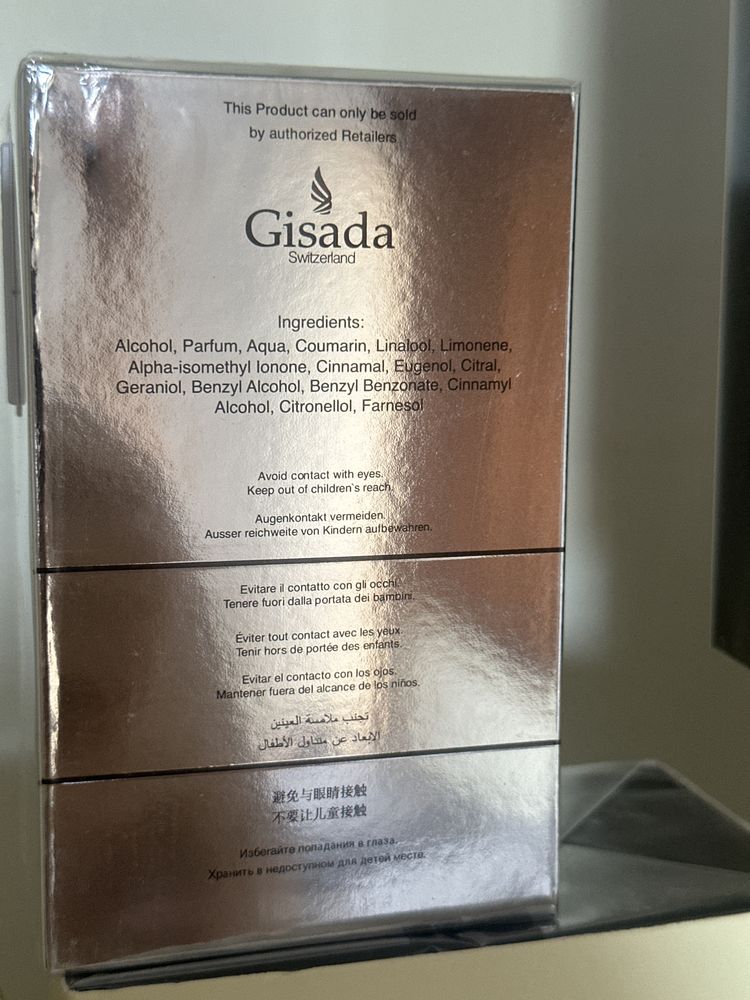 This Product can only be sold
by authorized Retailers
Gisada
Switzerland
Ingredients:
Alcohol, Parfum, Aqua, Coumarin, Linalool, Limonene,
Alpha-isomethyl Ionone, Cinnamal, Eugenol, Citral,
Geraniol, Benzyl Alcohol, Benzyl Benzonate, Cinnamyl
Alcohol, Citronellol, Farnesol
Avoid contact with eyes.
Keep out of children`s reach.
Augenkontakt vermeiden.
Ausser reichweite von Kindern aufbewahren.
Evitare il contatto con gli occhi.
Tenere fuori dalla portata dei bambini.
Éviter tout contact avec les yeux.
Tenir hors de portée des enfants.
Evitar el contacto con los ojos.
Mantener fuera del alcance de los niños.
تجنب ملامسة العينين
الابعاد عن متناول الأطفال
避免与眼睛接触
不要让儿童接触
Избегайте попадания в глаза.
Хранить в недоступном для детей месте.